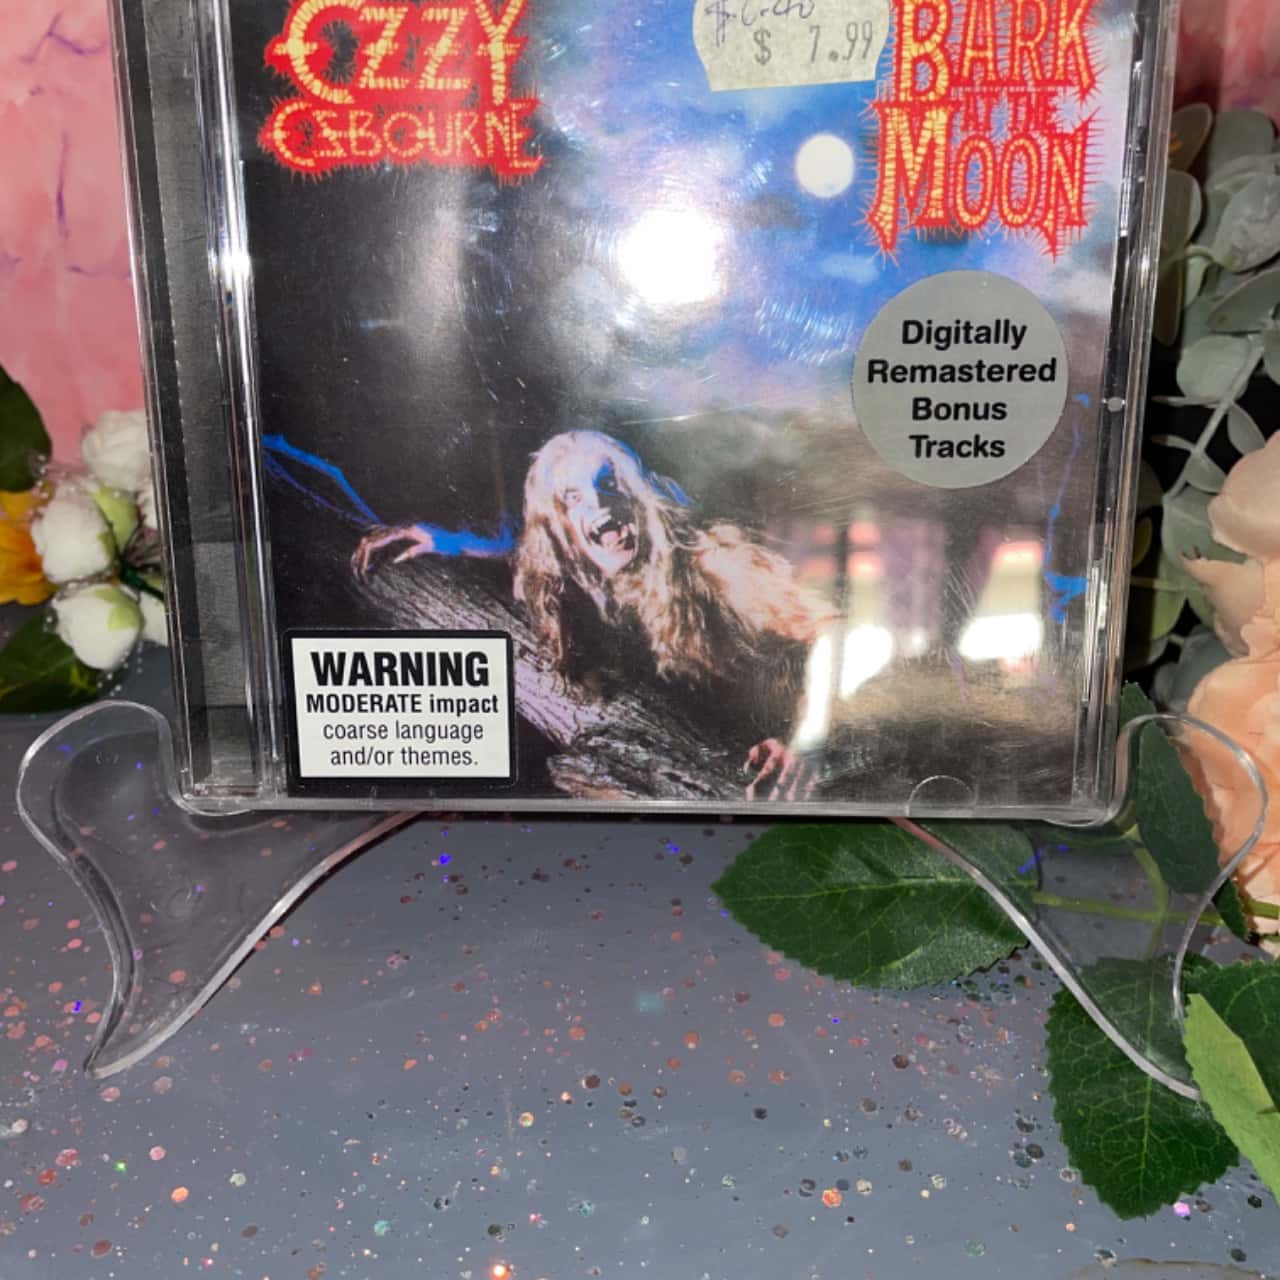 OZZY
OSBOURNE
$ 7.99
BARK
AT THE
MOON
Digitally
Remastered
Bonus
Tracks
WARNING
MODERATE impact
coarse language
and/or themes.